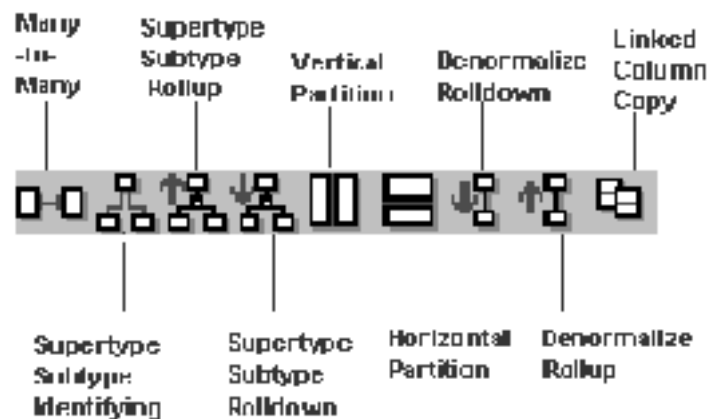 Many
-to-
Many
Supertype
Subtype
Rollup
Vertical
Partition
Denormalize
Rolldown
Linked
Column
Copy
Supertype
Subtype
Identifying
Supertype
Subtype
Rolldown
Horizontal
Partition
Denormalize
Rollup